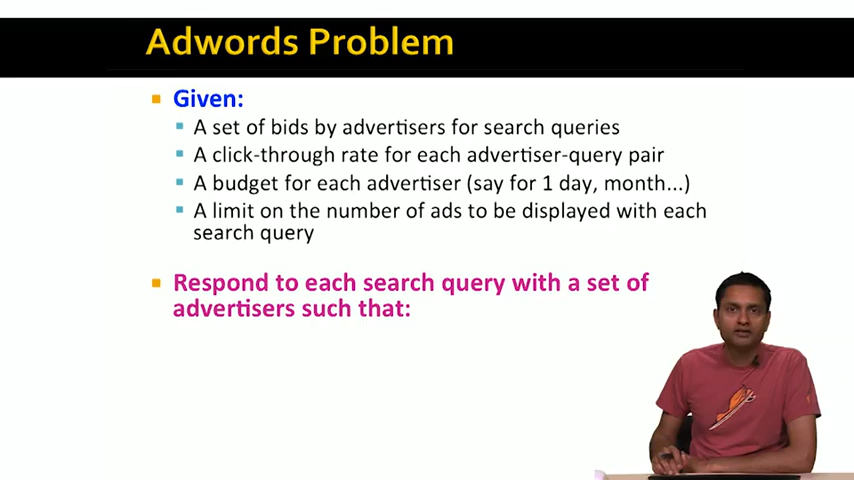 Adwords Problem
Given:
A set of bids by advertisers for search queries
A click-through rate for each advertiser-query pair
A budget for each advertiser (say for 1 day, month...)
A limit on the number of ads to be displayed with each
search query
Respond to each search query with a set of
advertisers such that: